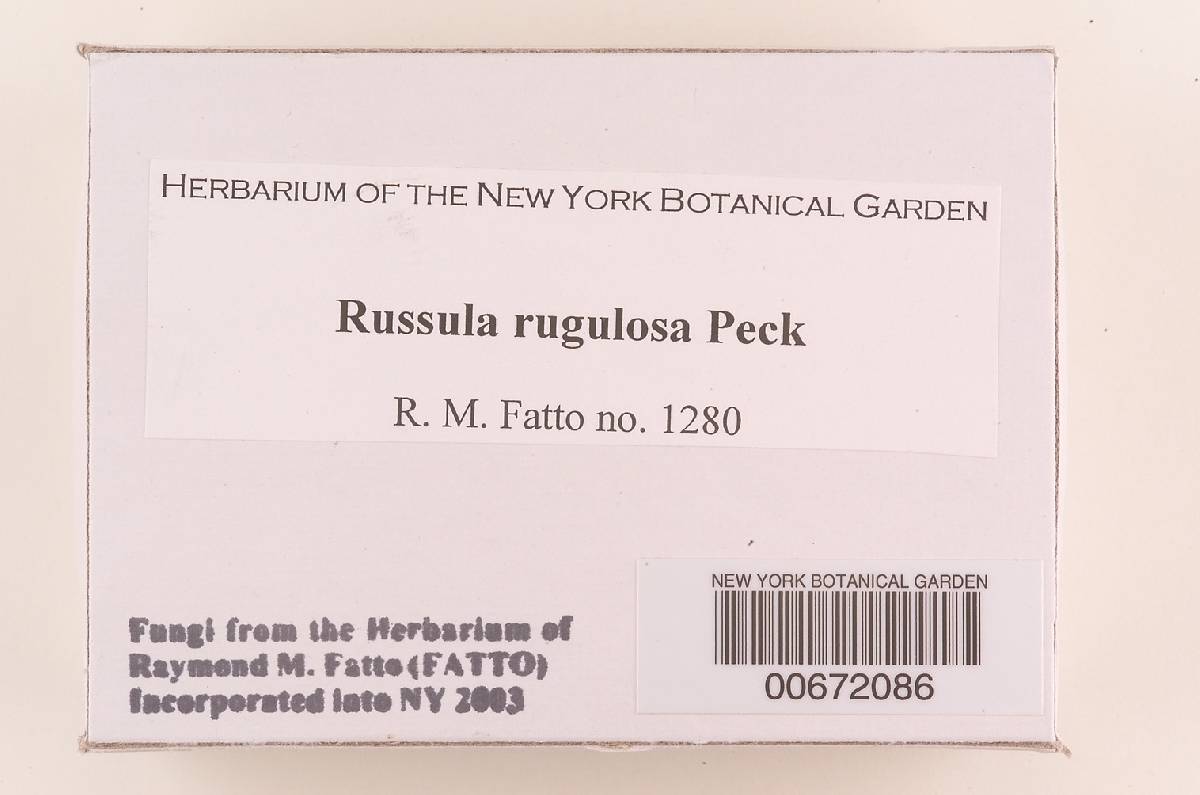 HERBARIUM OF THE NEW YORK BOTANICAL GARDEN
Russula rugulosa Peck
R. M. Fatto no. 1280
NEW YORK BOTANICAL GARDEN
00672086
Fungi from the Herbarium of
Raymond M. Fatto (FATTO)
Incorporated into NY 2003